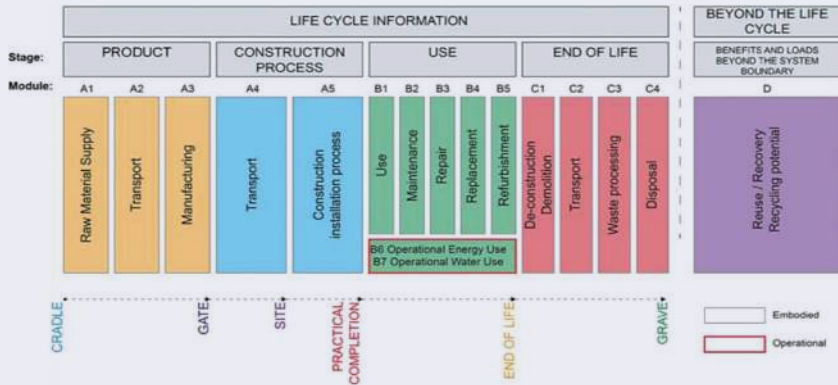 LIFE CYCLE INFORMATION
BEYOND THE LIFE
CYCLE
Stage:
PRODUCT
CONSTRUCTION
PROCESS
USE
END OF LIFE
BENEFITS AND LOADS
BEYOND THE SYSTEM
BOUNDARY
Module:
A1
A2
A3
A4
A5
B1
B2
B3
B4
B5
C1
C2
C3
C4
D
Raw Material Supply
Transport
Manufacturing
Transport
Construction
installation process
Use
Maintenance
Repair
Replacement
Refurbishment
De-construction
Demolition
Transport
Waste processing
Disposal
Reuse / Recovery
Recycling potential
B6 Operational Energy Use
B7 Operational Water Use
CRADLE
GATE
SITE
PRACTICAL
COMPLETION
END OF LIFE
GRAVE
Embodied
Operational